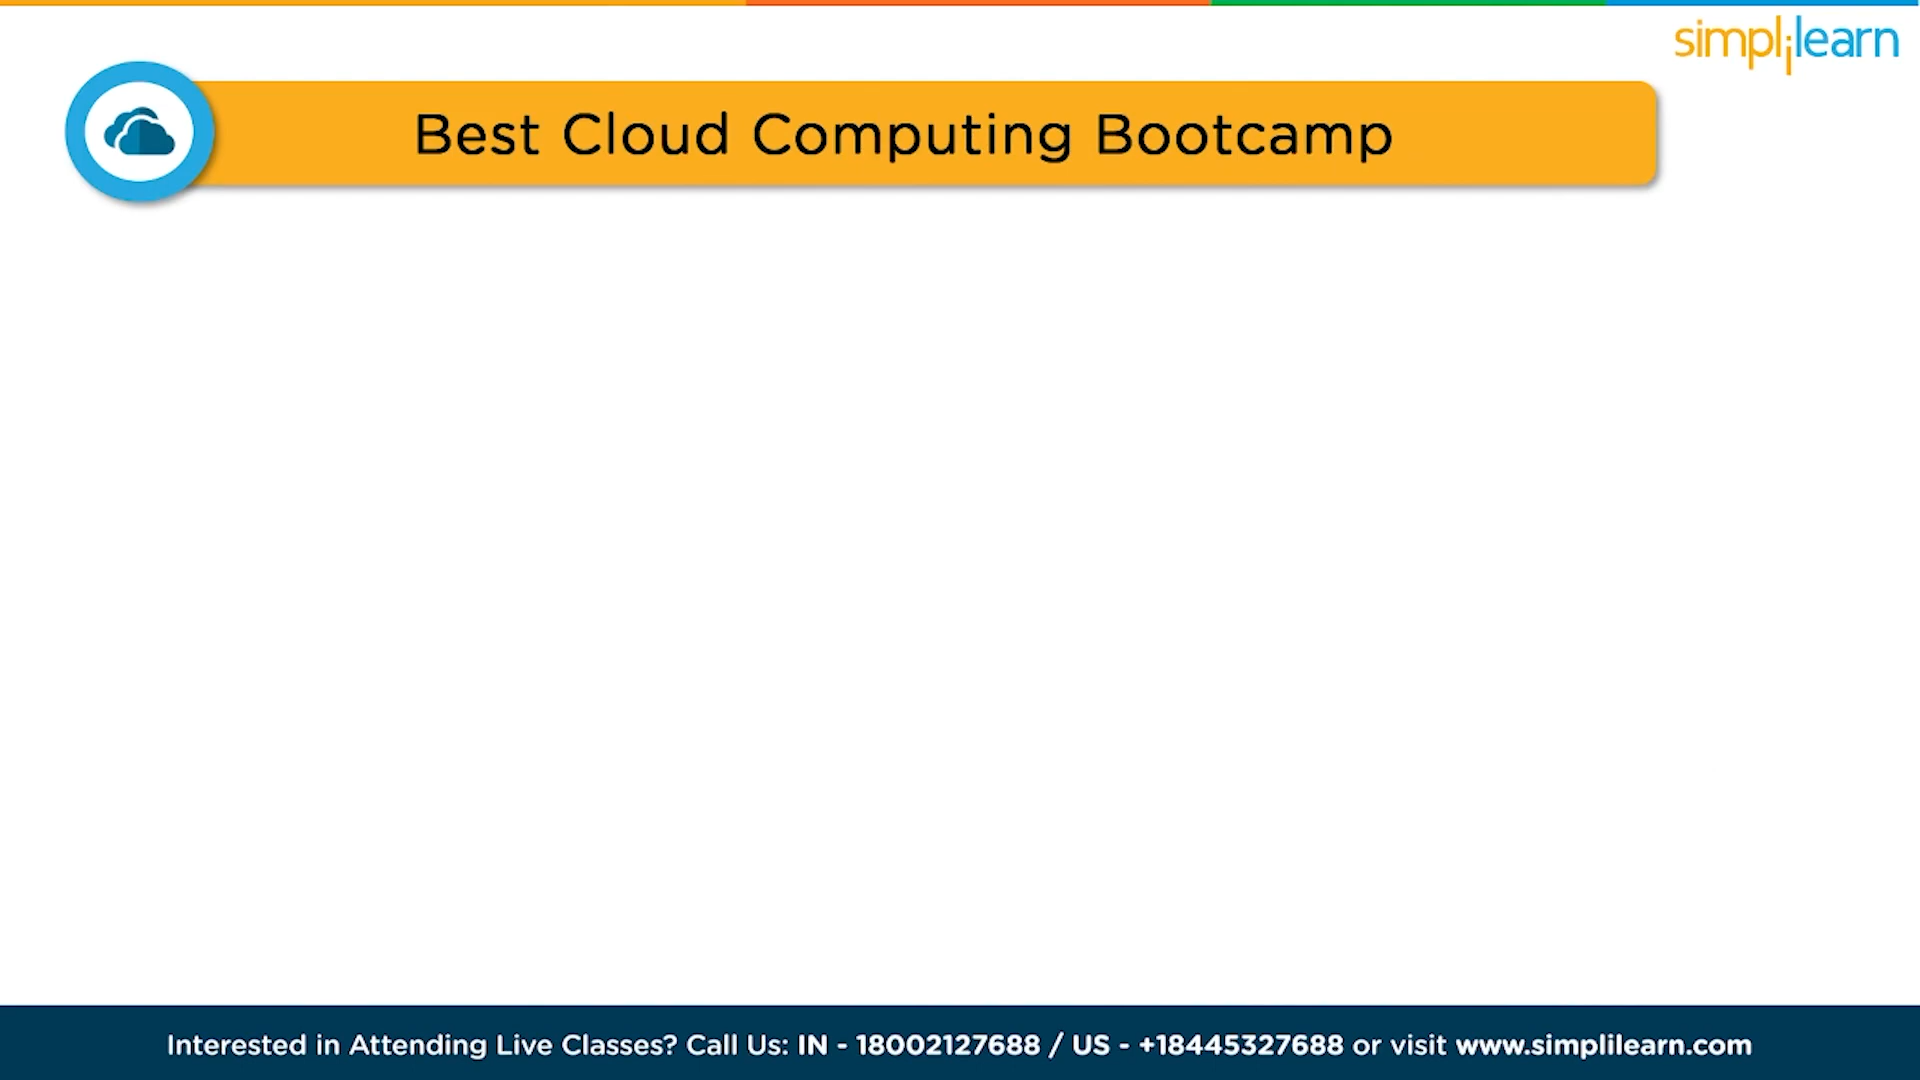 simplilearn
Best Cloud Computing Bootcamp
Interested in Attending Live Classes? Call Us: IN - 18002127688 / US - +18445327688 or visit www.simplilearn.com